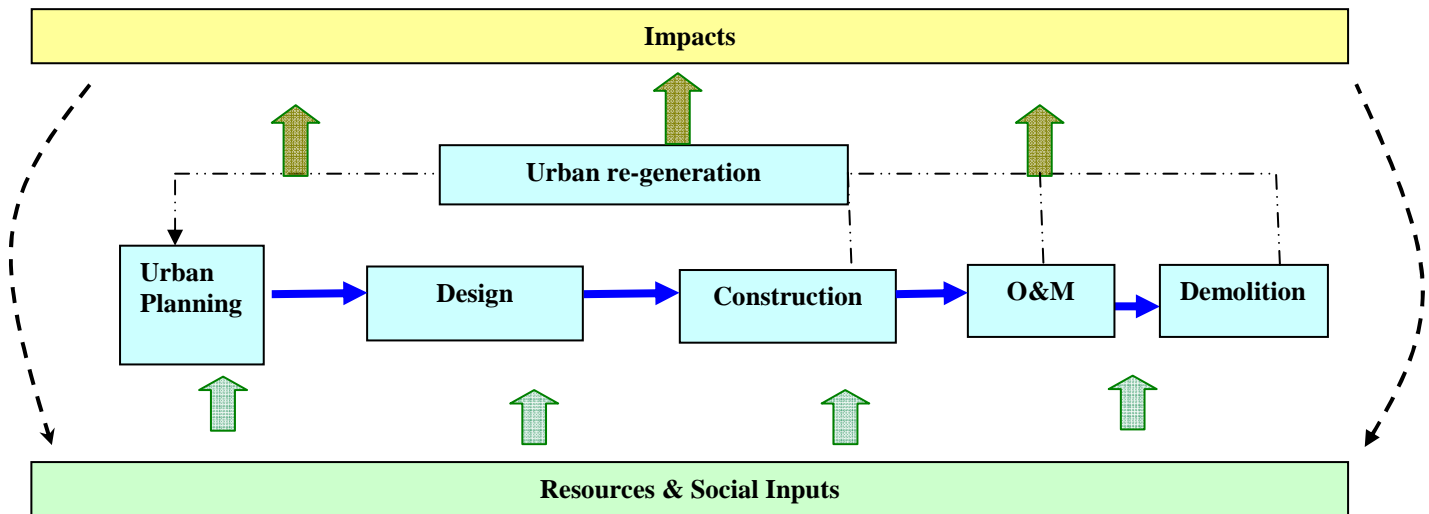 Impacts
Urban re-generation
Urban
Planning
Design
Construction
O&M
Demolition
Resources & Social Inputs